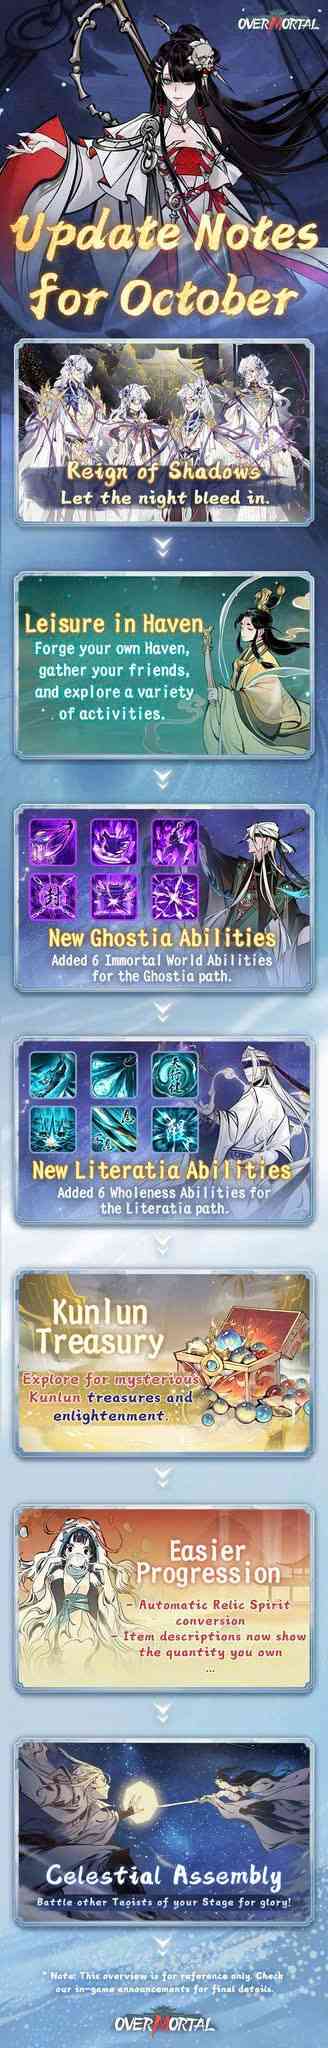 OVERMORTAL
Update Notes
for October
Reign of Shadows
Let the night bleed in.
Leisure in Haven
Forge your own Haven,
gather your friends,
and explore a variety
of activities.
封
New Ghostia Abilities
Added 6 Immortal World Abilities
for the Ghostia path.
New Literatia Abilities
Added 6 Wholeness Abilities for
the Literatia path.
Kunlun
Treasury
Explore for mysterious
Kunlun treasures and
enlightenment.
Easier
Progression
- Automatic Relic Spirit
conversion
- Item descriptions now show
the quantity you own
...
Celestial Assembly
Battle other Taoists of your Stage for glory!
* Note: This overview is for reference only. Check
our in-game announcements for final details.
OVERMORTAL